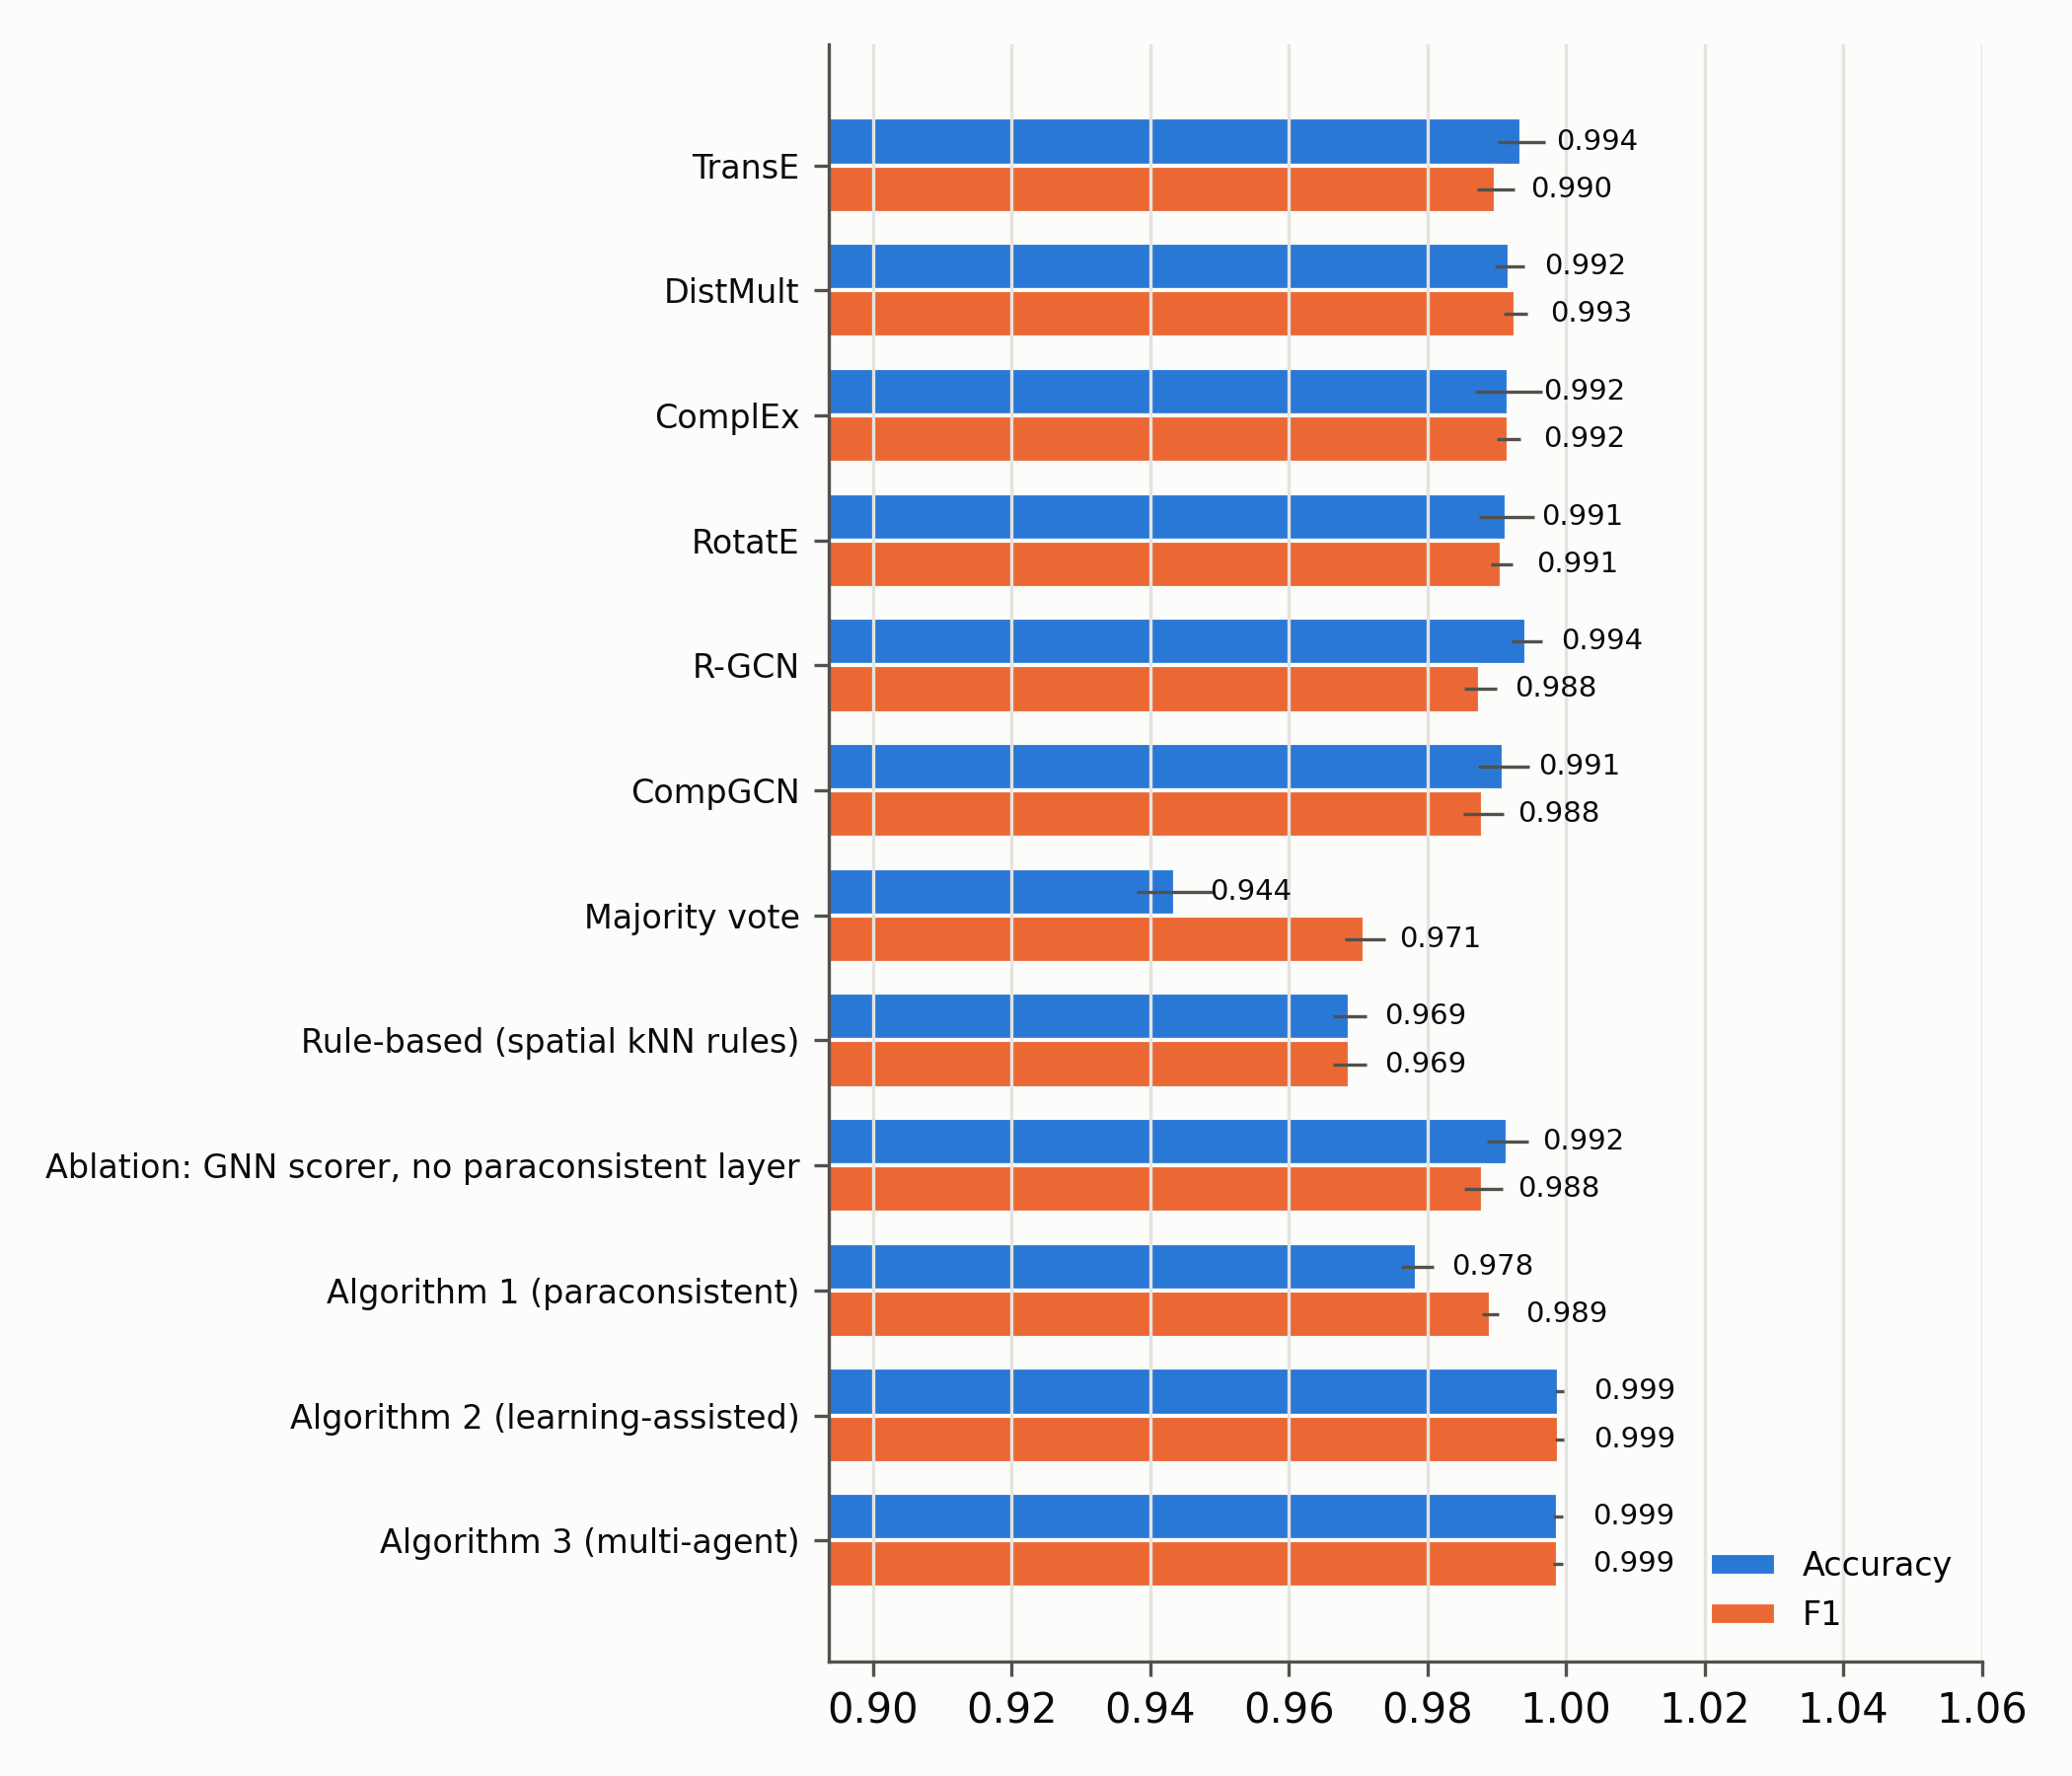 TransE
0.994
0.990
DistMult
0.992
0.993
ComplEx
0.992
0.992
RotatE
0.991
0.991
R-GCN
0.994
0.988
CompGCN
0.991
0.988
Majority vote
0.944
0.971
Rule-based (spatial kNN rules)
0.969
0.969
Ablation: GNN scorer, no paraconsistent layer
0.992
0.988
Algorithm 1 (paraconsistent)
0.978
0.989
Algorithm 2 (learning-assisted)
0.999
0.999
Algorithm 3 (multi-agent)
0.999
0.999
Accuracy
F1
0.90 0.92 0.94 0.96 0.98 1.00 1.02 1.04 1.06